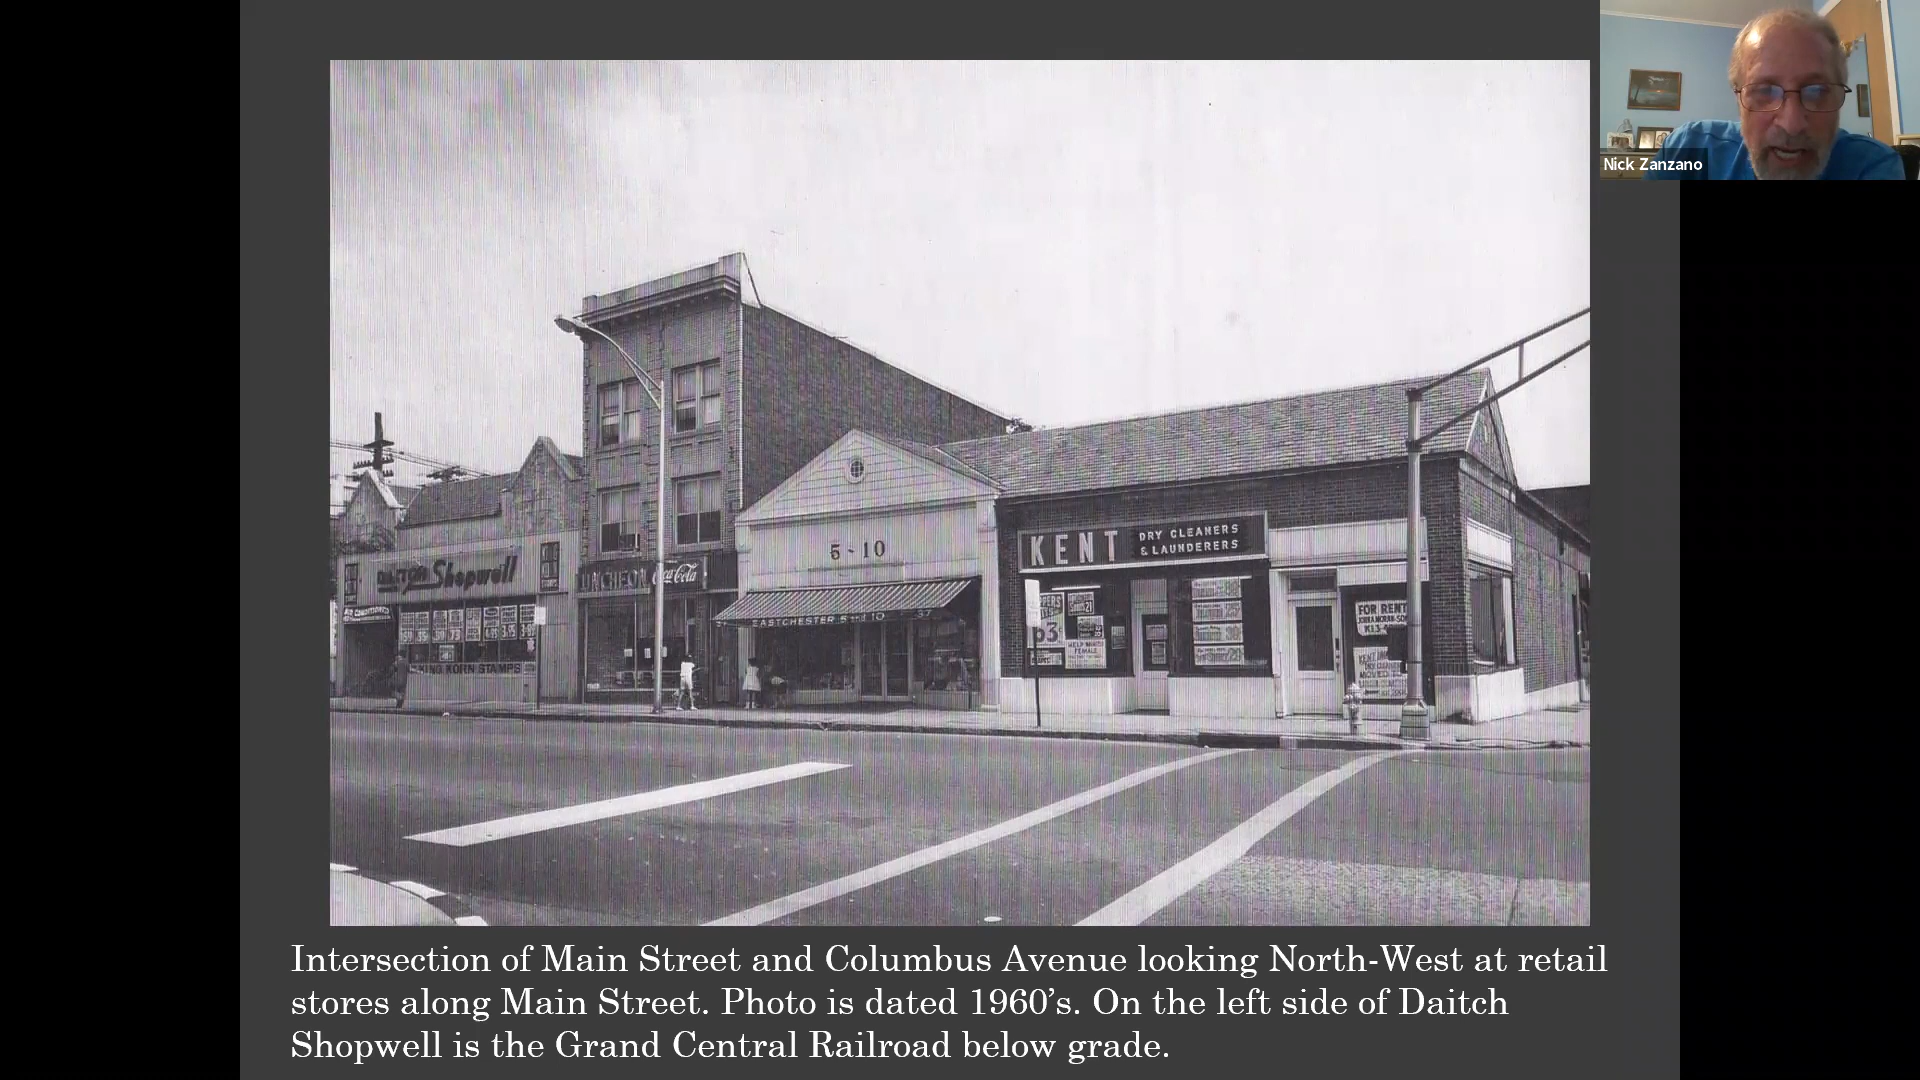 Nick Zanzano
Daitch Shopwell
KING KORN STAMPS
LUNCHEON Coca-Cola
5-10
EASTCHESTER 5 and 10 37
KENT DRY CLEANERS
& LAUNDERERS
HELP WANTED
FEMALE
FOR RENT
Intersection of Main Street and Columbus Avenue looking North-West at retail
stores along Main Street. Photo is dated 1960’s. On the left side of Daitch
Shopwell is the Grand Central Railroad below grade.